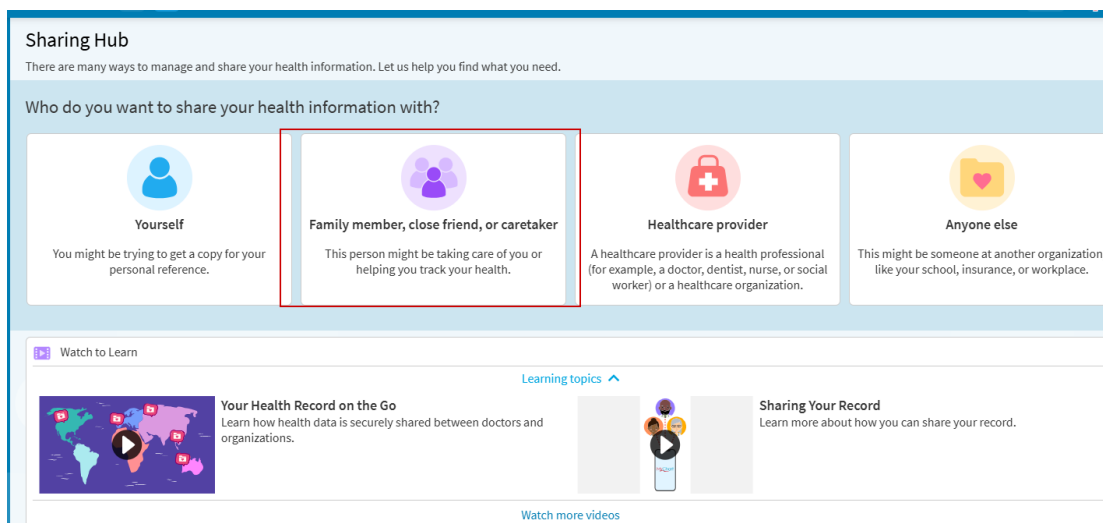 Sharing Hub
There are many ways to manage and share your health information. Let us help you find what you need.
Who do you want to share your health information with?
Yourself
You might be trying to get a copy for your
personal reference.
Family member, close friend, or caretaker
This person might be taking care of you or
helping you track your health.
Healthcare provider
A healthcare provider is a health professional
(for example, a doctor, dentist, nurse, or social
worker) or a healthcare organization.
Anyone else
This might be someone at another organization
like your school, insurance, or workplace.
Watch to Learn
Learning topics
Your Health Record on the Go
Learn how health data is securely shared between doctors and
organizations.
Sharing Your Record
Learn more about how you can share your record.
Watch more videos